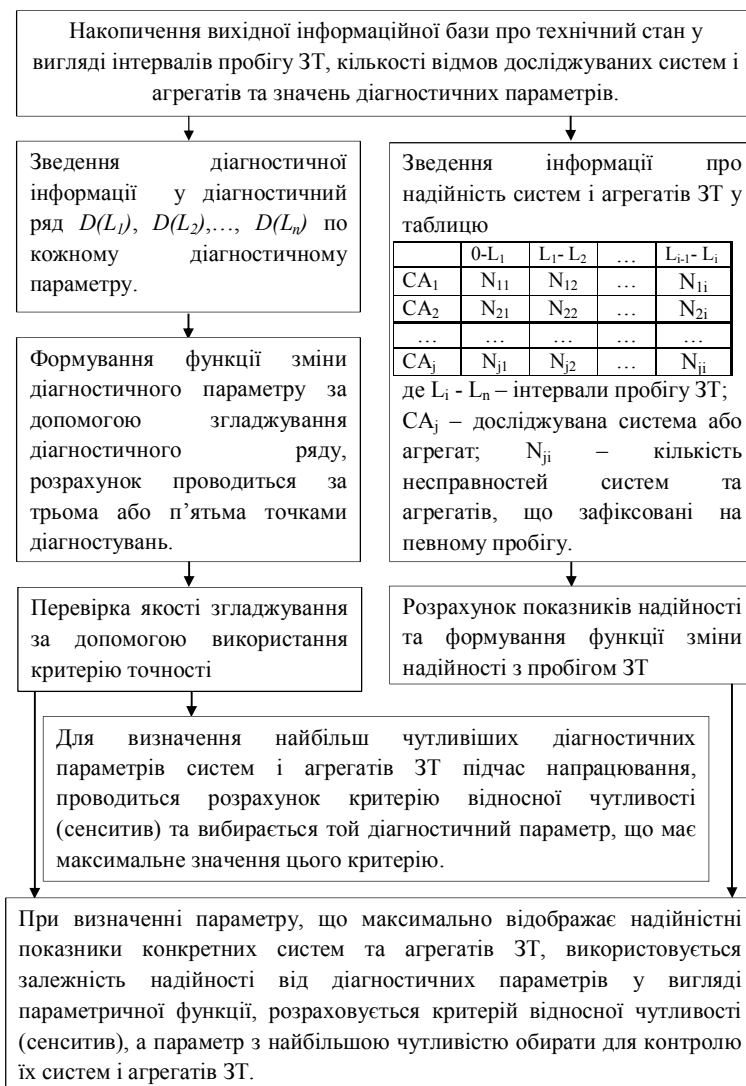 Накопичення вихідної інформаційної бази про технічний стан у
вигляді інтервалів пробігу ЗТ, кількості відмов досліджуваних систем і
агрегатів та значень діагностичних параметрів.
Зведення діагностичної
інформації у діагностичний
ряд D(L₁), D(L₂),…, D(Lₙ) по
кожному діагностичному
параметру.
Формування функції зміни
діагностичного параметру за
допомогою згладжування
діагностичного ряду,
розрахунок проводиться за
трьома або п’ятьма точками
діагностувань.
Перевірка якості згладжування
за допомогою використання
критерію точності
Зведення інформації про
надійність систем і агрегатів ЗТ у
таблицю
0-L₁ L₁- L₂ … Lᵢ₋₁- Lᵢ
СА₁ N₁₁ N₁₂ … N₁ᵢ
СА₂ N₂₁ N₂₂ … N₂ᵢ
… … … … …
САⱼ Nⱼ₁ Nⱼ₂ … Nⱼᵢ
де Lᵢ - Lₙ – інтервали пробігу ЗТ;
САⱼ – досліджувана система або
агрегат; Nⱼᵢ – кількість
несправностей систем та
агрегатів, що зафіксовані на
певному пробігу.
Розрахунок показників надійності
та формування функції зміни
надійності з пробігом ЗТ
Для визначення найбільш чутливіших діагностичних
параметрів систем і агрегатів ЗТ підчас напрацювання,
проводиться розрахунок критерію відносної чутливості
(сенситив) та вибирається той діагностичний параметр, що має
максимальне значення цього критерію.
При визначенні параметру, що максимально відображає надійністні
показники конкретних систем та агрегатів ЗТ, використовується
залежність надійності від діагностичних параметрів у вигляді
параметричної функції, розраховується критерій відносної чутливості
(сенситив), а параметр з найбільшою чутливістю обирати для контролю
їх систем і агрегатів ЗТ.